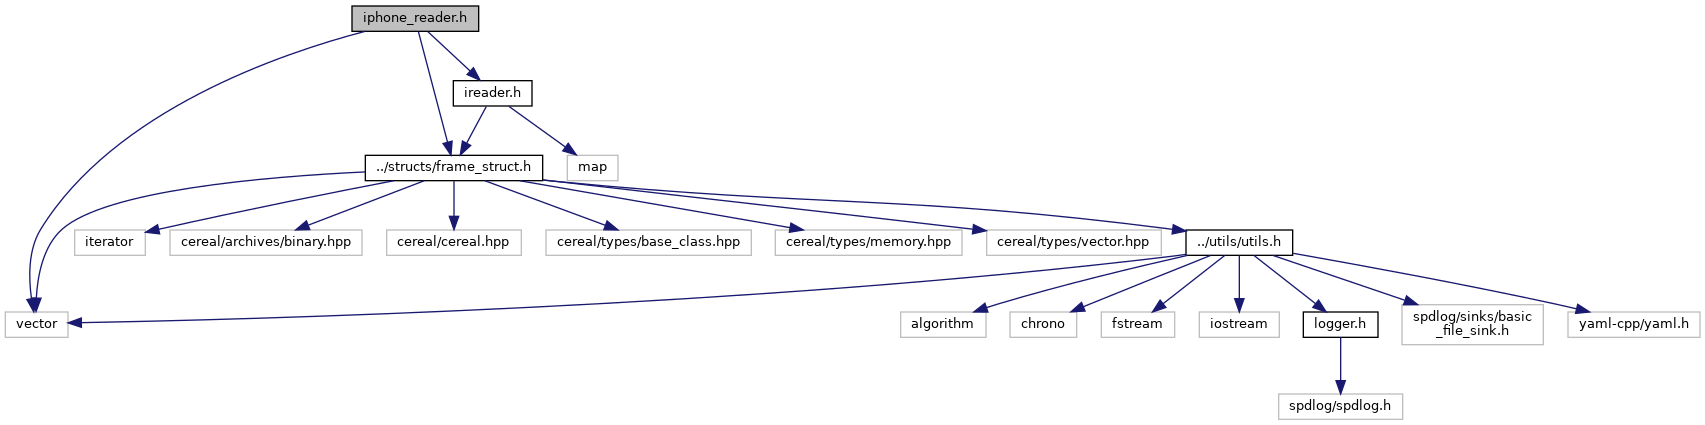 iphone_reader.h
ireader.h
../structs/frame_struct.h
map
iterator
cereal/archives/binary.hpp
cereal/cereal.hpp
cereal/types/base_class.hpp
cereal/types/memory.hpp
cereal/types/vector.hpp
../utils/utils.h
vector
algorithm
chrono
fstream
iostream
logger.h
spdlog/sinks/basic
_file_sink.h
yaml-cpp/yaml.h
spdlog/spdlog.h